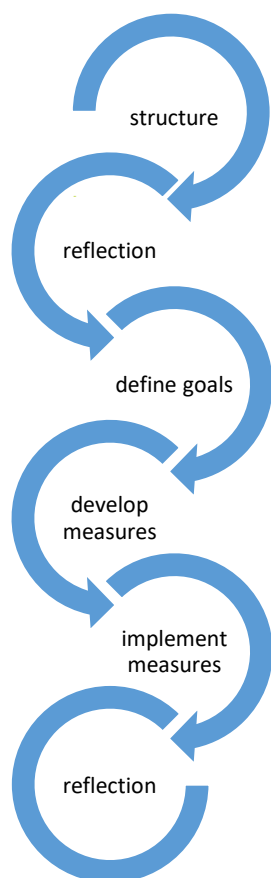 structure
reflection
define goals
develop
measures
implement
measures
reflection